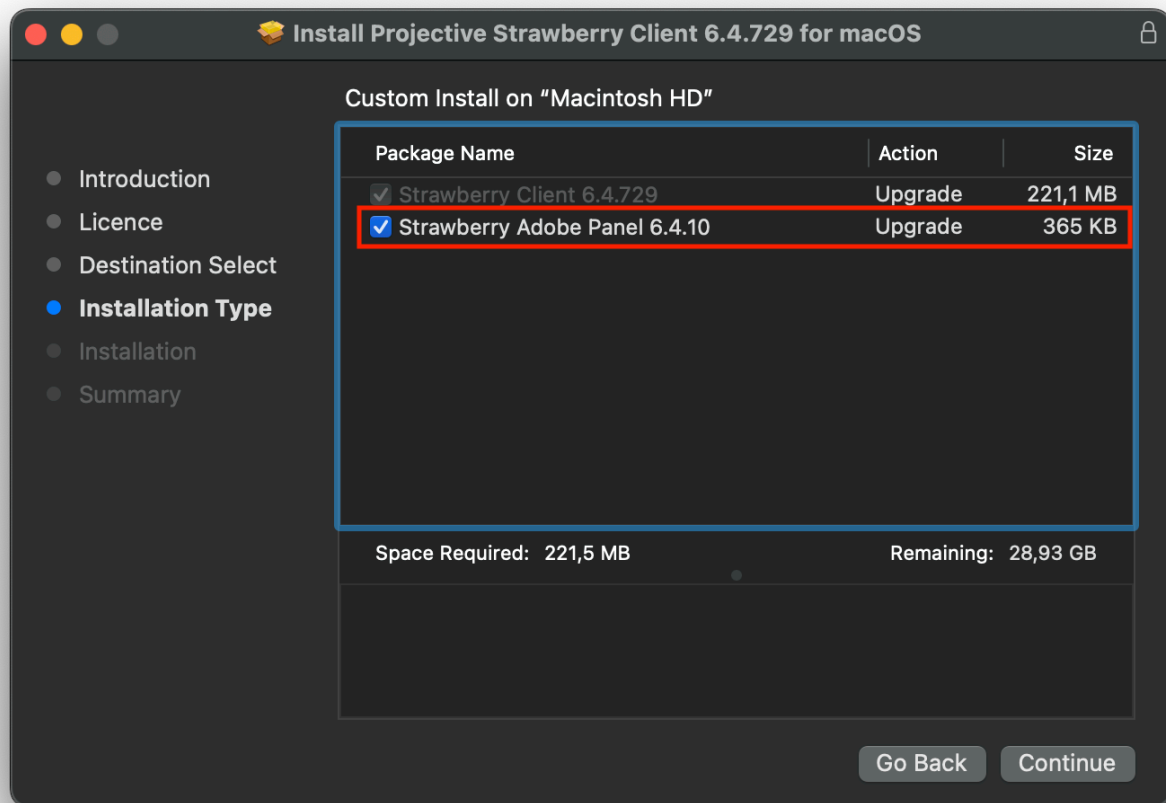 Install Projective Strawberry Client 6.4.729 for macOS
Custom Install on “Macintosh HD”
Introduction
Licence
Destination Select
Installation Type
Installation
Summary
Package Name Action Size
Strawberry Client 6.4.729 Upgrade 221,1 MB
Strawberry Adobe Panel 6.4.10 Upgrade 365 KB
Space Required: 221,5 MB Remaining: 28,93 GB
Go Back Continue